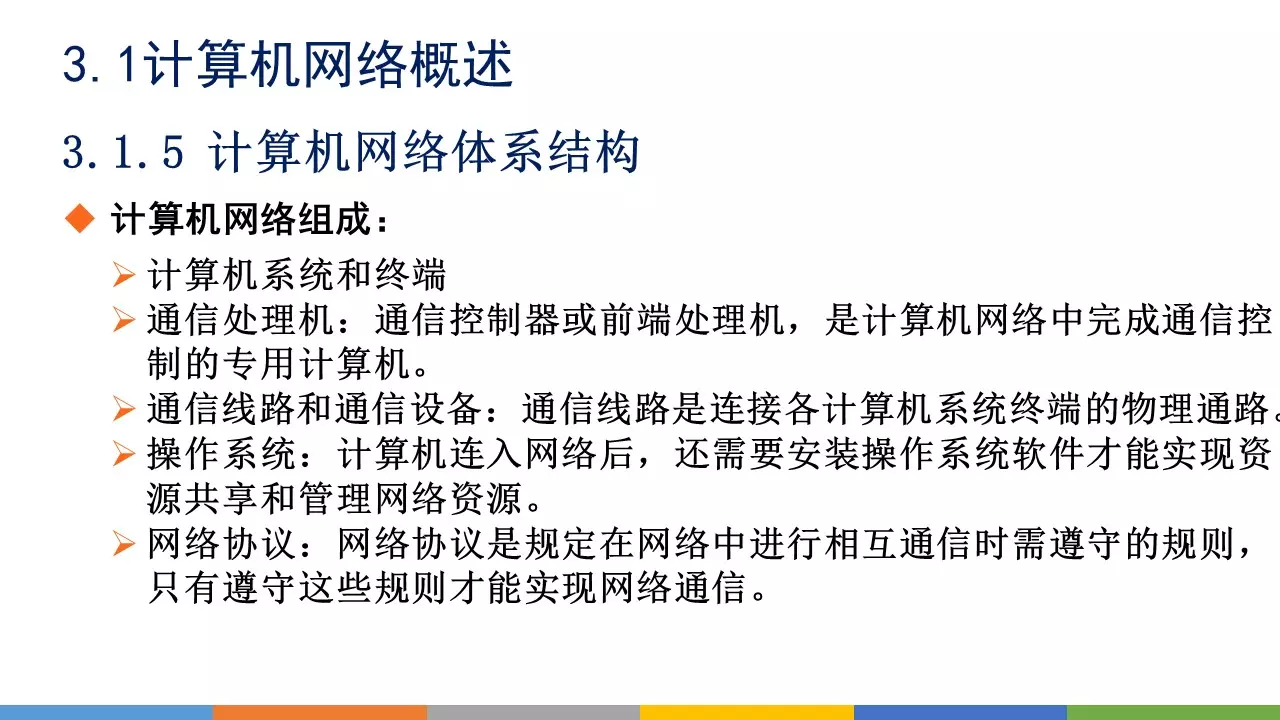 3.1计算机网络概述
3.1.5 计算机网络体系结构
计算机网络组成：
计算机系统和终端
通信处理机：通信控制器或前端处理机，是计算机网络中完成通信控
制的专用计算机。
通信线路和通信设备：通信线路是连接各计算机系统终端的物理通路。
操作系统：计算机连入网络后，还需要安装操作系统软件才能实现资
源共享和管理网络资源。
网络协议：网络协议是规定在网络中进行相互通信时需遵守的规则，
只有遵守这些规则才能实现网络通信。